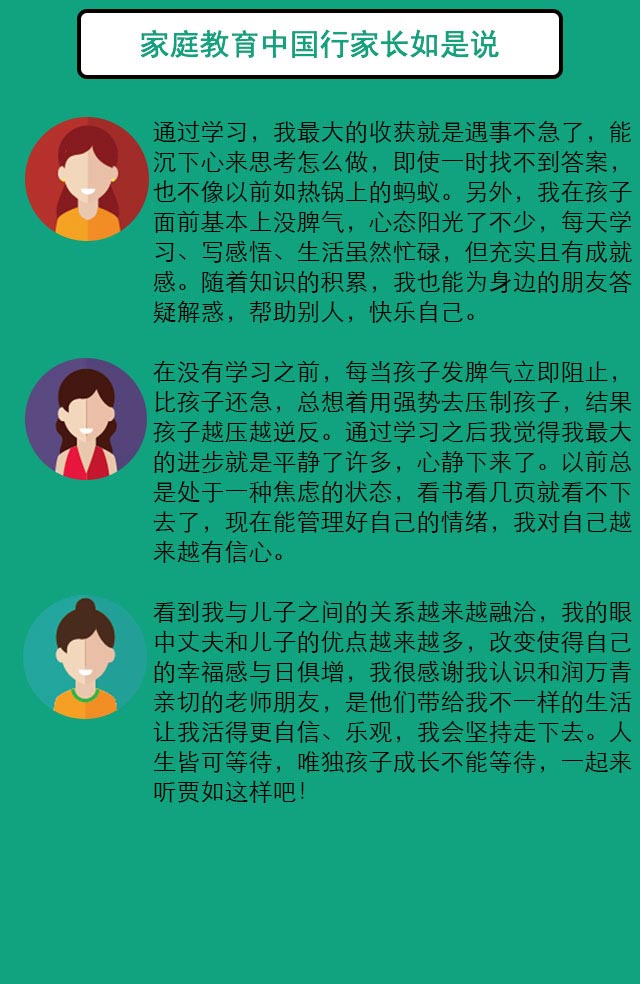 家庭教育中国行家长如是说
通过学习，我最大的收获就是遇事不急了，能
沉下心来思考怎么做，即使一时找不到答案，
也不像以前如热锅上的蚂蚁。另外，我在孩子
面前基本上没脾气，心态阳光了不少，每天学
习、写感悟、生活虽然忙碌，但充实且有成就
感。随着知识的积累，我也能为身边的朋友答
疑解惑，帮助别人，快乐自己。
在没有学习之前，每当孩子发脾气立即阻止，
比孩子还急，总想着用强势去压制孩子，结果
孩子越压越逆反。通过学习之后我觉得我最大
的进步就是平静了许多，心静下来了。以前总
是处于一种焦虑的状态，看书看几页就看不下
去了，现在能管理好自己的情绪，我对自己越
来越有信心。
看到我与儿子之间的关系越来越融洽，我的眼
中丈夫和儿子的优点越来越多，改变使得自己
的幸福感与日俱增，我很感谢我认识和润万青
亲切的老师朋友，是他们带给我不一样的生活
让我活得更自信、乐观，我会坚持走下去。人
生皆可等待，唯独孩子成长不能等待，一起来
听贾如这样吧！